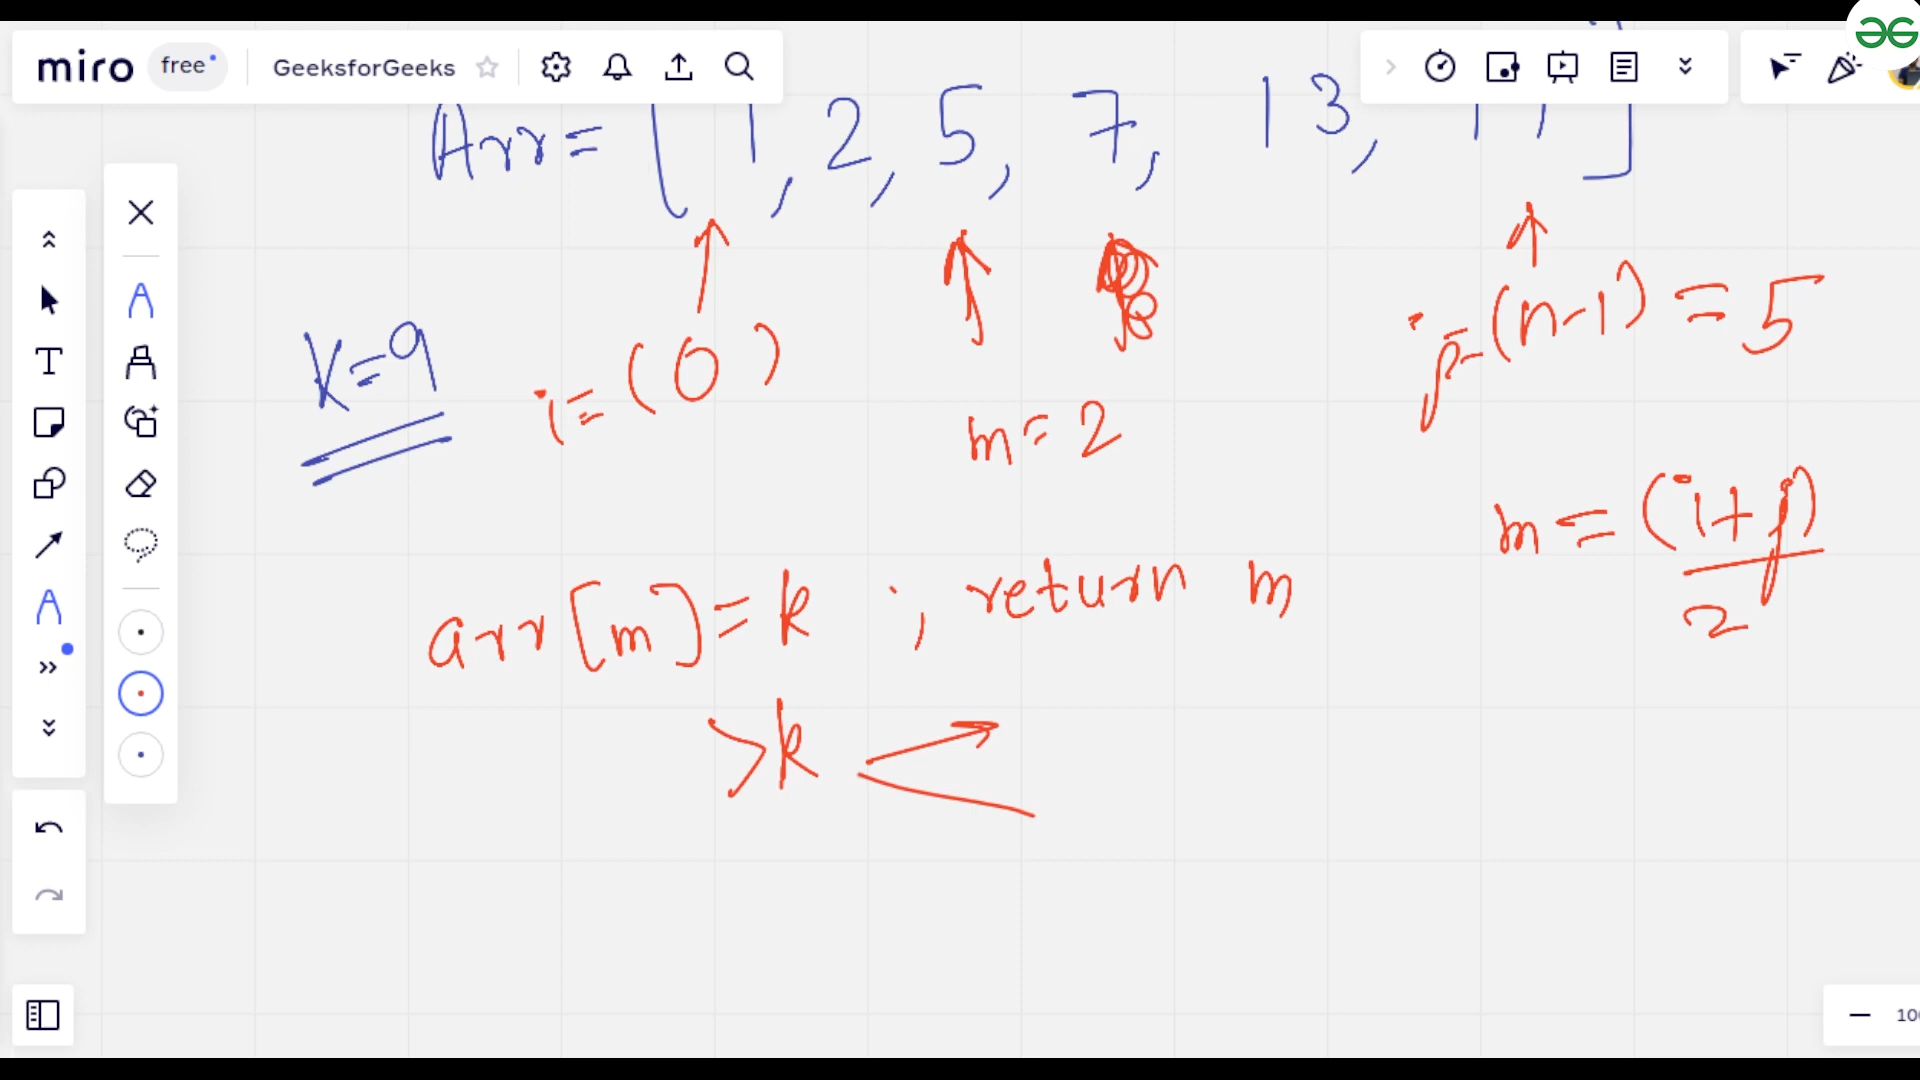 miro free GeeksforGeeks
Arr = [ 1, 2, 5, 7, 13, ]
K=9
i= (0)
j= (n-1) = 5
m= 2
m = (i+j)
2
arr[m] = k ; return m
>k